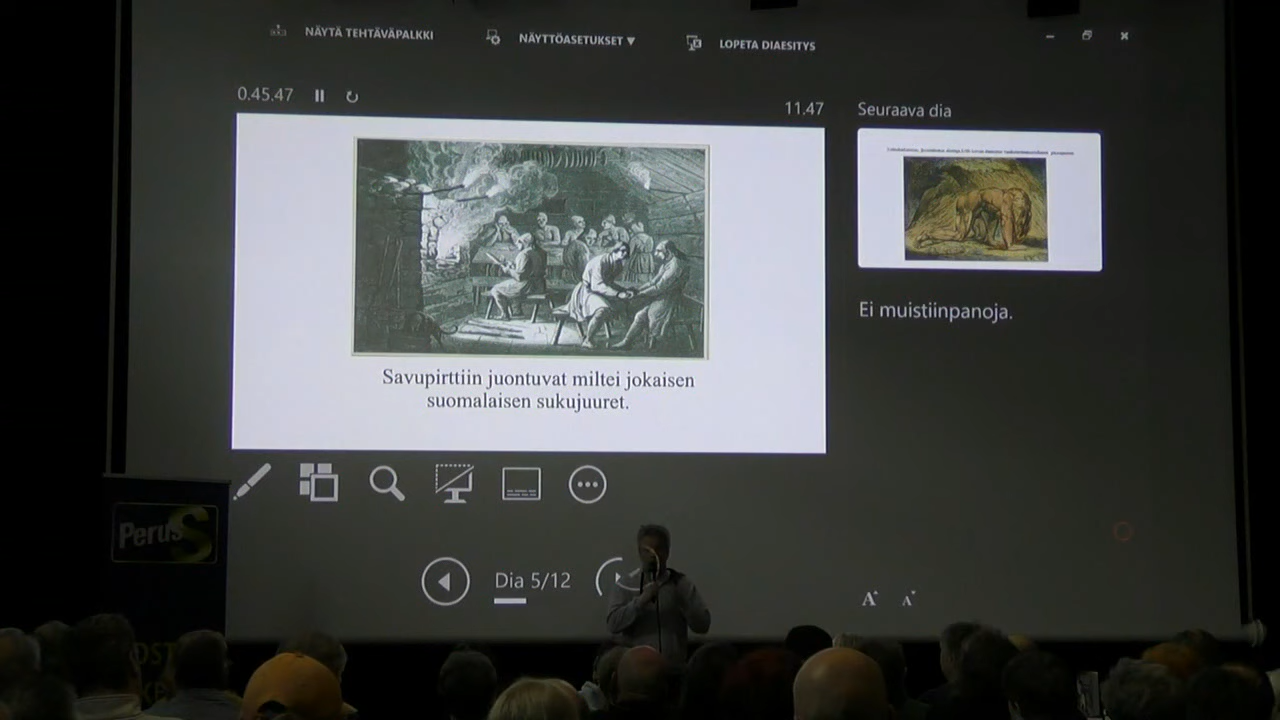 NÄYTÄ TEHTÄVÄPALKKI
NÄYTTÖASETUKSET
LOPETA DIAESITYS
0.45.47
11.47
Seuraava dia
Savupirttiin juontuvat miltei jokaisen
suomalaisen sukujuuret.
Ei muistiinpanoja.
PeruS
Dia 5/12
A A